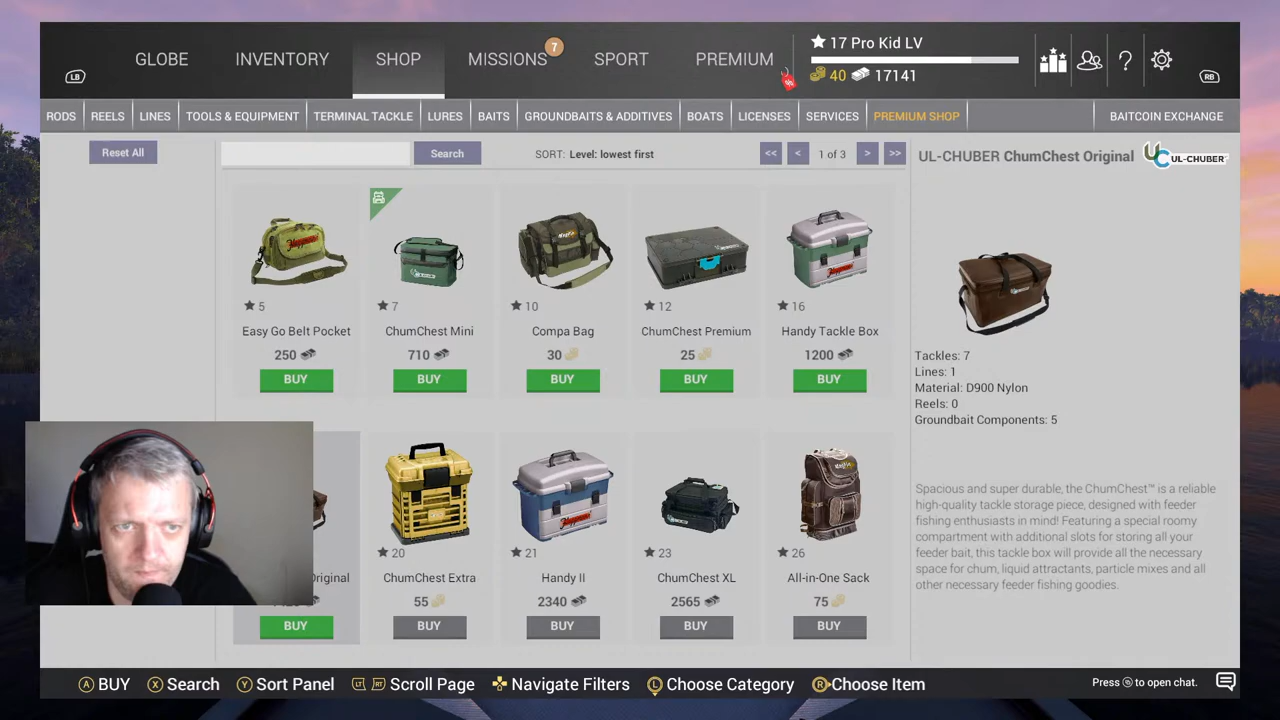 GLOBE INVENTORY SHOP MISSIONS 7 SPORT PREMIUM
17 Pro Kid LV
40 17141
LB
RB
RODS REELS LINES TOOLS & EQUIPMENT TERMINAL TACKLE LURES BAITS GROUNDBAITS & ADDITIVES BOATS LICENSES SERVICES PREMIUM SHOP BAITCOIN EXCHANGE
Reset All
Search
SORT: Level: lowest first
<< < 1 of 3 > >>
5 7 10 12 16
Easy Go Belt Pocket ChumChest Mini Compa Bag ChumChest Premium Handy Tackle Box
250 710 30 25 1200
BUY BUY BUY BUY BUY
20 21 23 26
Original ChumChest Extra Handy II ChumChest XL All-in-One Sack
55 2340 2565 75
BUY BUY BUY BUY BUY
UL-CHUBER ChumChest Original
UL-CHUBER
Tackles: 7
Lines: 1
Material: D900 Nylon
Reels: 0
Groundbait Components: 5
Spacious and super durable, the ChumChest™ is a reliable
high-quality tackle storage piece, designed with feeder
fishing enthusiasts in mind! Featuring a special roomy
compartment with additional slots for storing all your
feeder bait, this tackle box will provide all the necessary
space for chum, liquid attractants, particle mixes and all
other necessary feeder fishing goodies.
A BUY X Search Y Sort Panel LT RT Scroll Page Navigate Filters L Choose Category R Choose Item
Press to open chat.